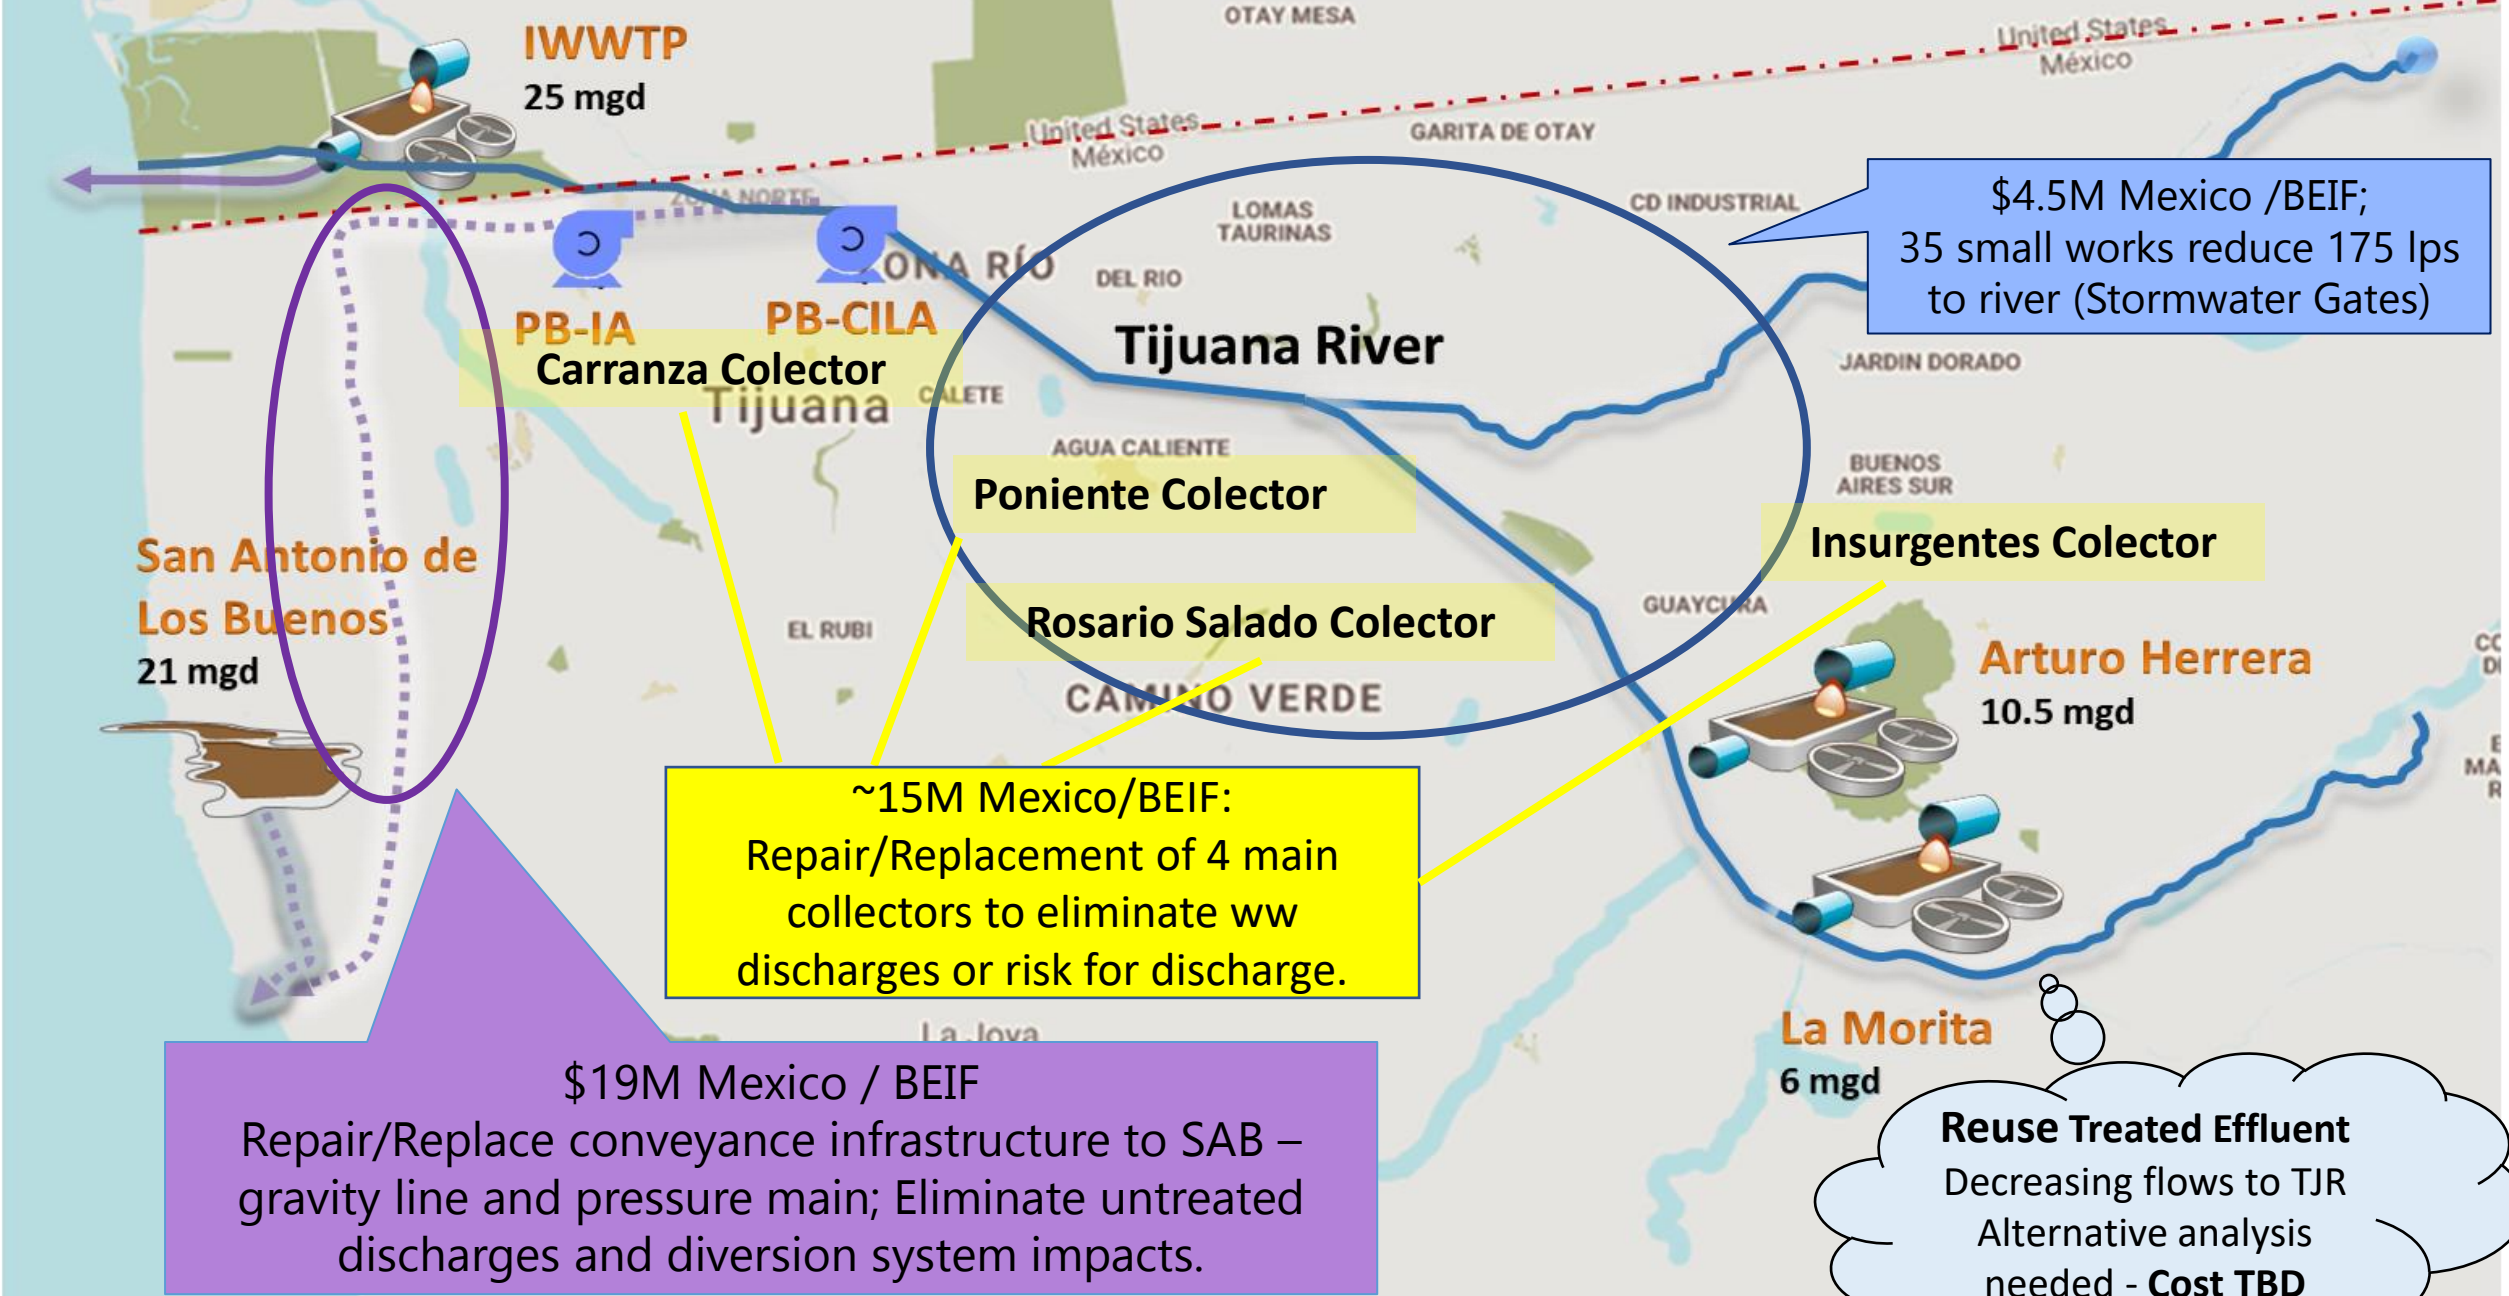 OTAY MESA
United States
México
IWWTP
25 mgd
United States
México
GARITA DE OTAY
ZONA NORTE
LOMAS
TAURINAS
CD INDUSTRIAL
$4.5M Mexico /BEIF;
35 small works reduce 175 lps
to river (Stormwater Gates)
ZONA RÍO
DEL RIO
PB-IA
PB-CILA
Tijuana River
Carranza Colector
Tijuana
CALETE
JARDIN DORADO
AGUA CALIENTE
BUENOS
AIRES SUR
Poniente Colector
Insurgentes Colector
San Antonio de
Los Buenos
21 mgd
EL RUBI
Rosario Salado Colector
GUAYCURA
Arturo Herrera
10.5 mgd
CAMINO VERDE
~15M Mexico/BEIF:
Repair/Replacement of 4 main
collectors to eliminate ww
discharges or risk for discharge.
La Joya
La Morita
6 mgd
$19M Mexico / BEIF
Repair/Replace conveyance infrastructure to SAB –
gravity line and pressure main; Eliminate untreated
discharges and diversion system impacts.
Reuse Treated Effluent
Decreasing flows to TJR
Alternative analysis
needed - Cost TBD